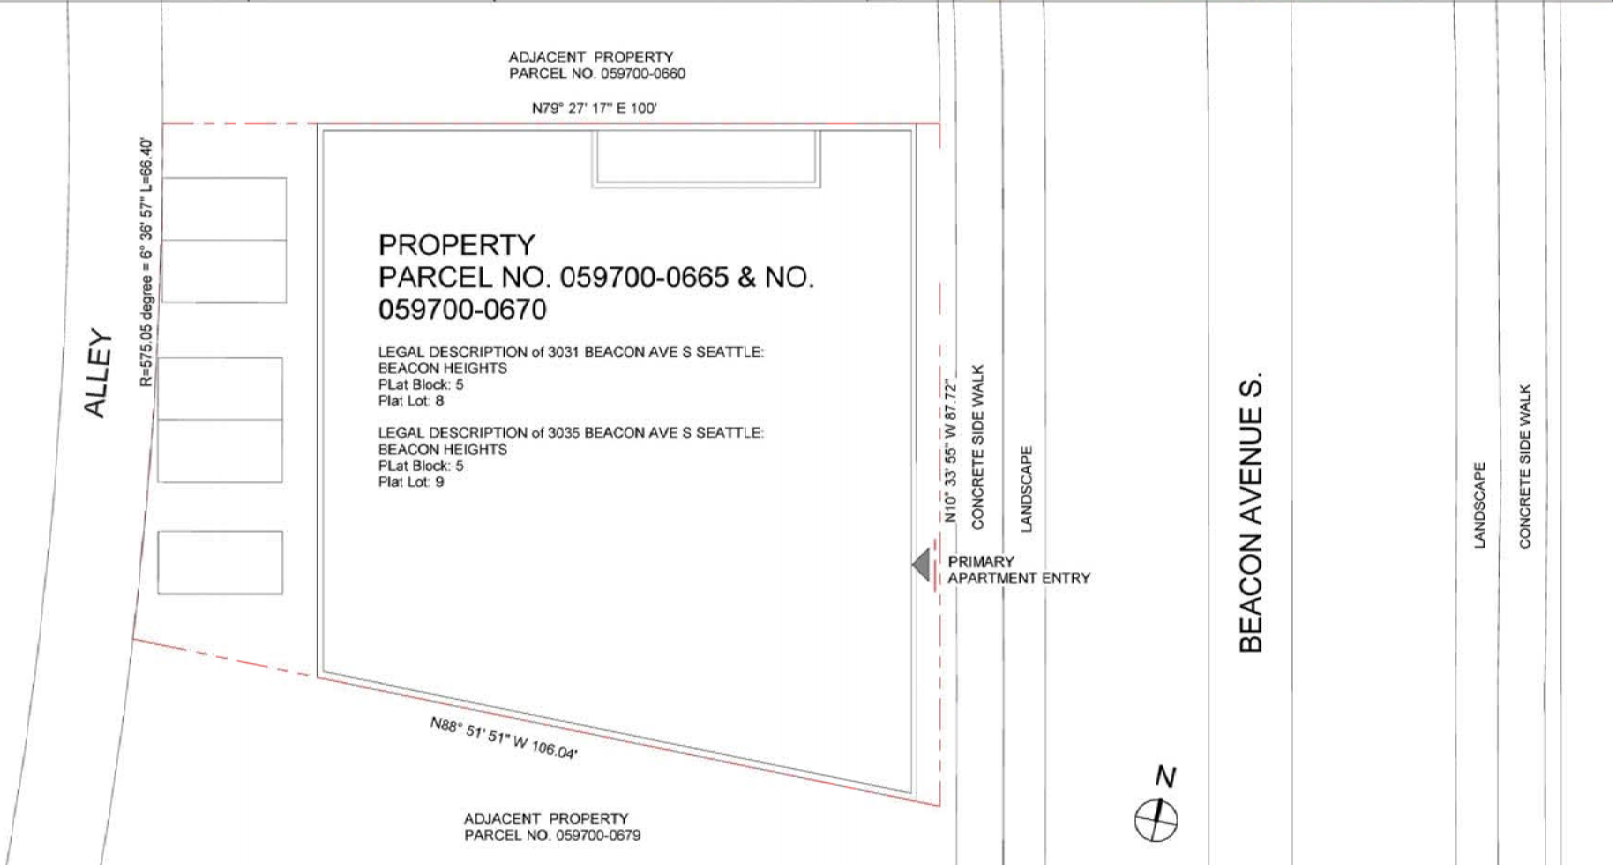 ADJACENT PROPERTY
PARCEL NO. 059700-0660
N79° 27' 17" E 100'
R=575.05 degree = 6° 36' 57" L=66.40'
ALLEY
PROPERTY
PARCEL NO. 059700-0665 & NO.
059700-0670
LEGAL DESCRIPTION of 3031 BEACON AVE S SEATTLE:
BEACON HEIGHTS
PLat Block: 5
Plat Lot: 8
LEGAL DESCRIPTION of 3035 BEACON AVE S SEATTLE:
BEACON HEIGHTS
PLat Block: 5
Plat Lot: 9
N10° 33' 55" W 87.72"
CONCRETE SIDE WALK
LANDSCAPE
PRIMARY
APARTMENT ENTRY
BEACON AVENUE S.
LANDSCAPE
CONCRETE SIDE WALK
N88° 51' 51" W 106.04'
N
ADJACENT PROPERTY
PARCEL NO. 059700-0679